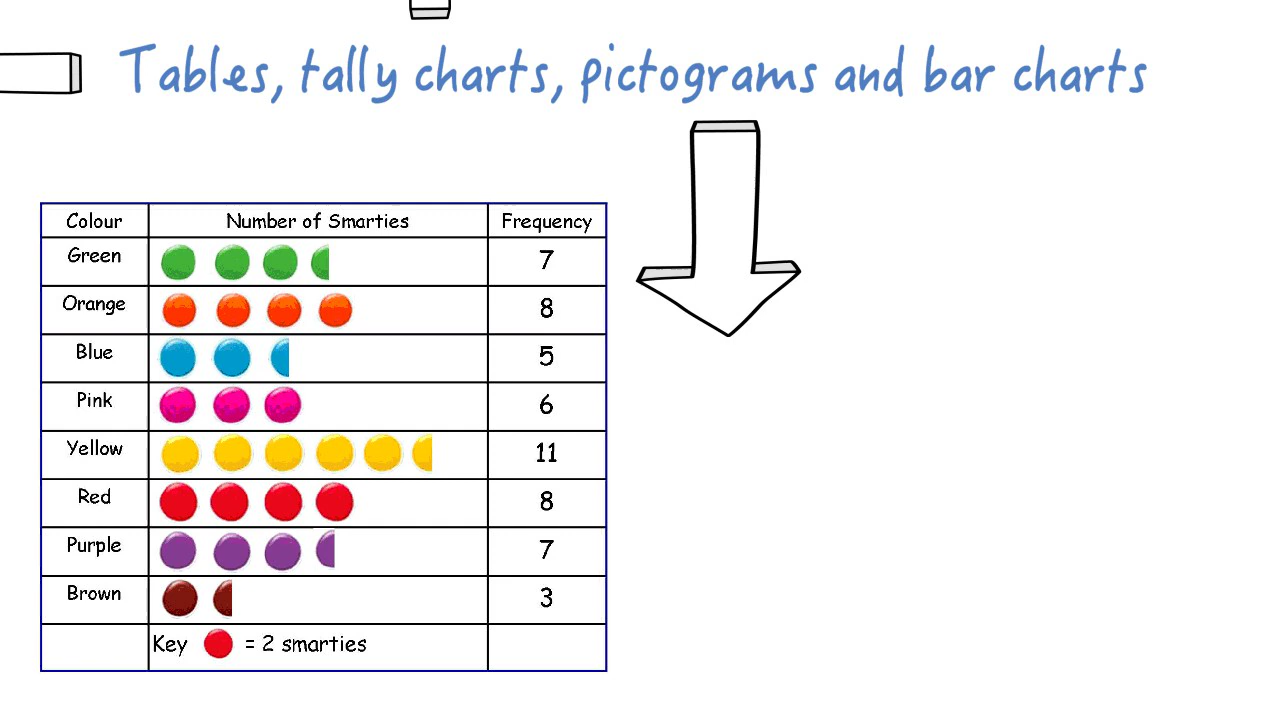 Tables, tally charts, pictograms and bar charts
Colour Number of Smarties Frequency
Green 7
Orange 8
Blue 5
Pink 6
Yellow 11
Red 8
Purple 7
Brown 3
Key = 2 smarties